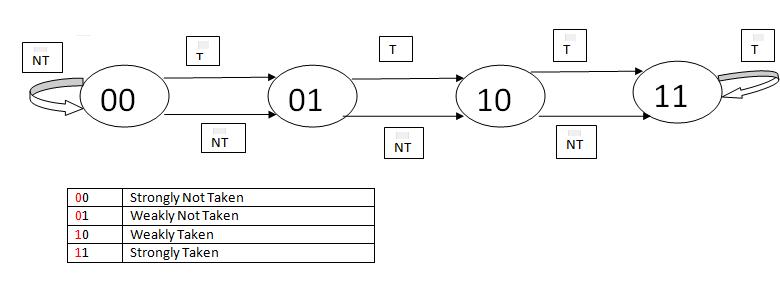 NT T T T T
00 01 10 11
NT NT NT
00 Strongly Not Taken
01 Weakly Not Taken
10 Weakly Taken
11 Strongly Taken